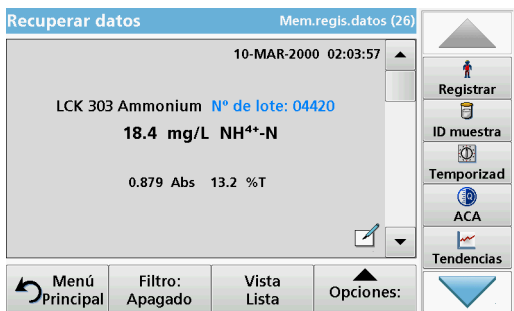 Recuperar datos Mem.regis.datos (26)
10-MAR-2000 02:03:57
LCK 303 Ammonium Nº de lote: 04420
18.4 mg/L NH⁴⁺-N
0.879 Abs 13.2 %T
Registrar
ID muestra
Temporizad
ACA
Tendencias
Menú Principal
Filtro: Apagado
Vista Lista
Opciones: